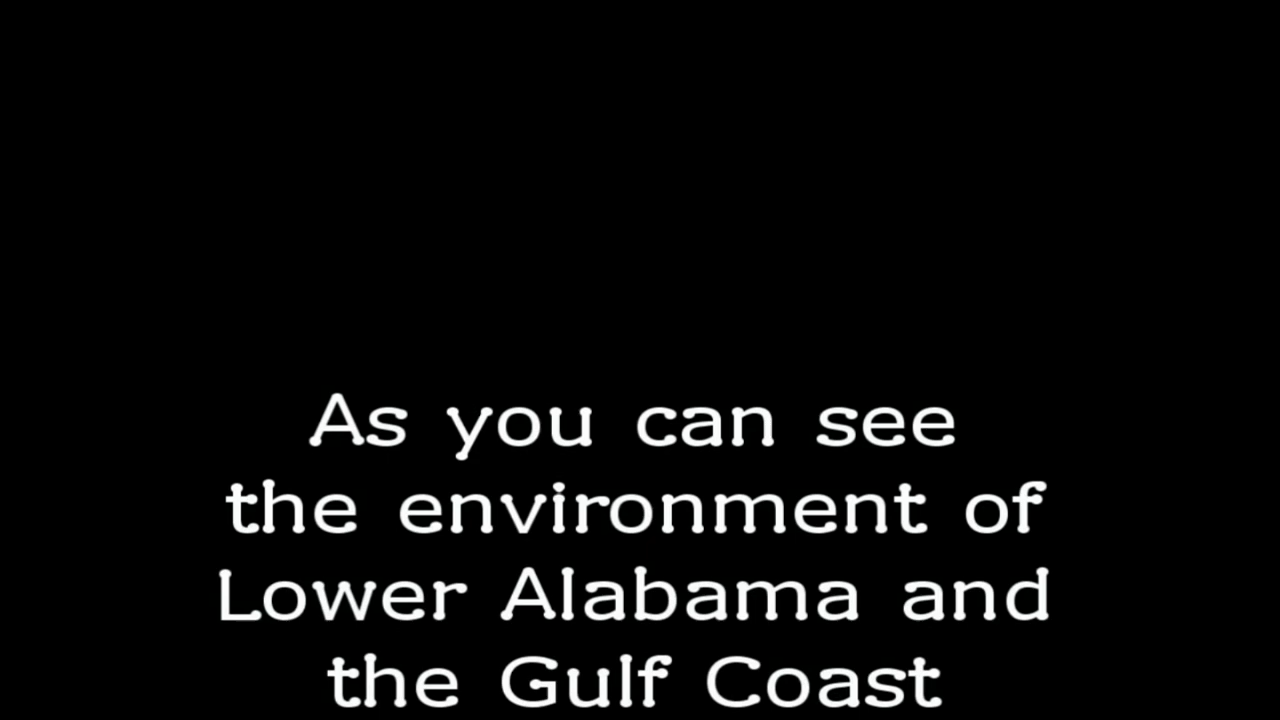 As you can see
the environment of
Lower Alabama and
the Gulf Coast